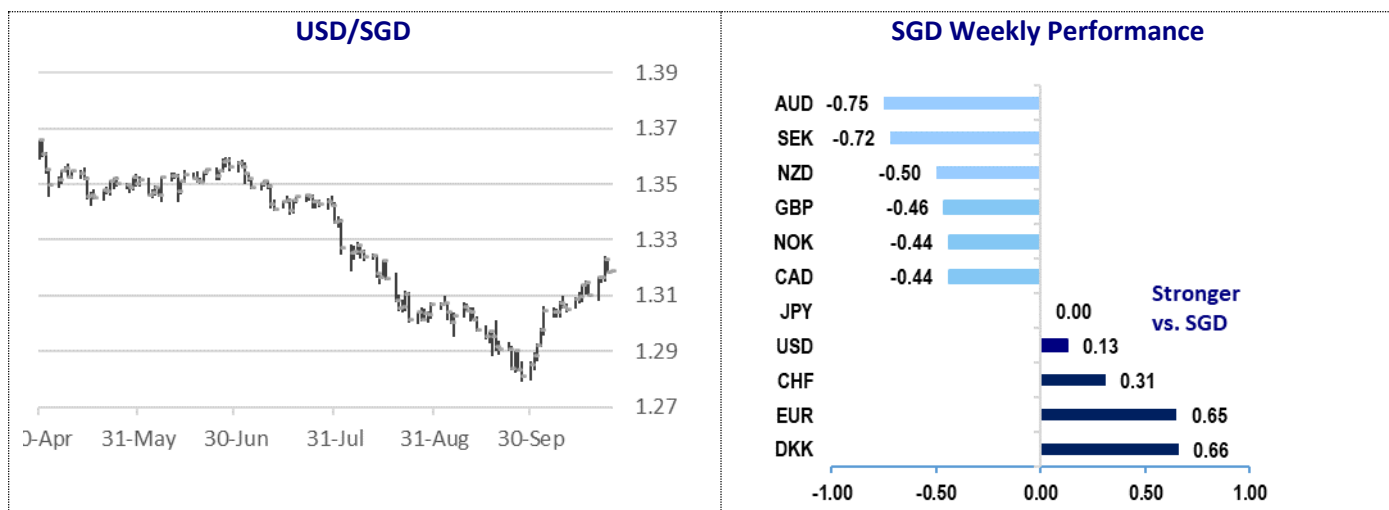 USD/SGD
1.39
1.37
1.35
1.33
1.31
1.29
1.27
0-Apr 31-May 30-Jun 31-Jul 31-Aug 30-Sep
SGD Weekly Performance
AUD -0.75
SEK -0.72
NZD -0.50
GBP -0.46
NOK -0.44
CAD -0.44
JPY 0.00
Stronger
vs. SGD
USD 0.13
CHF 0.31
EUR 0.65
DKK 0.66
-1.00 -0.50 0.00 0.50 1.00